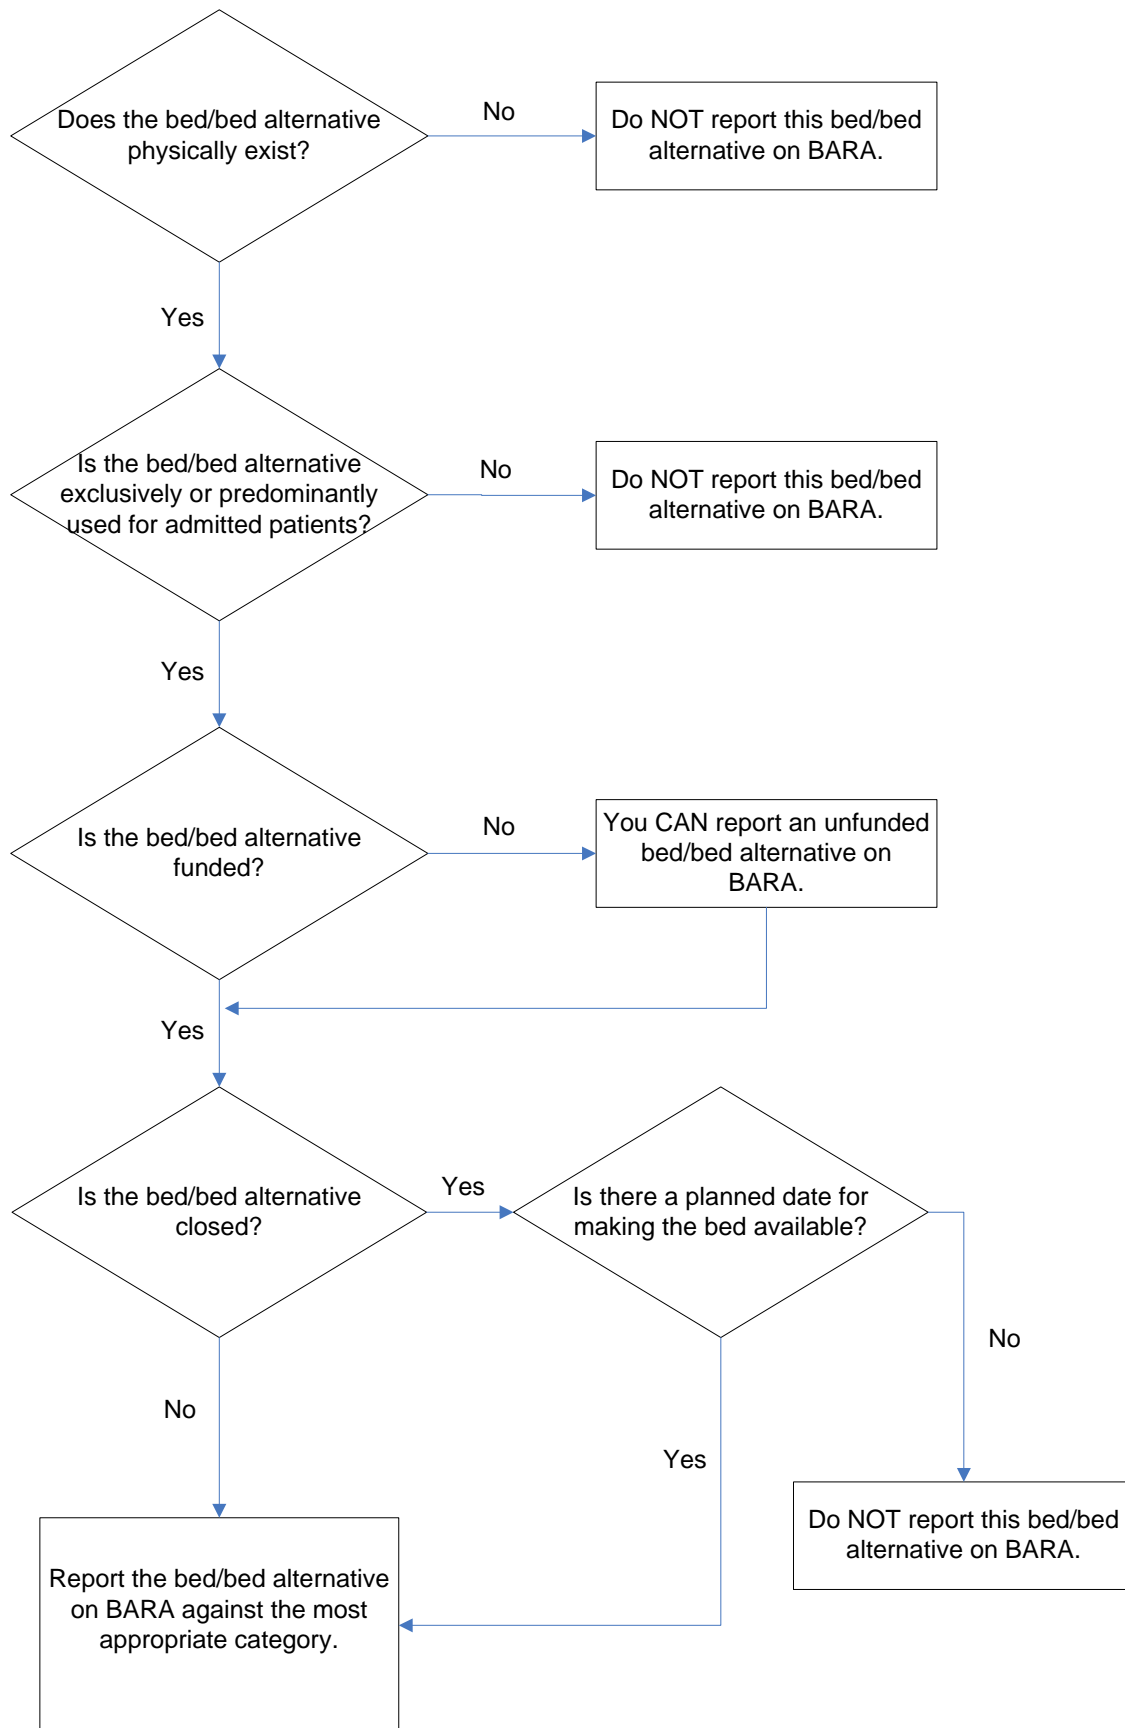 Does the bed/bed alternative
physically exist?
No
Do NOT report this bed/bed
alternative on BARA.
Yes
Is the bed/bed alternative
exclusively or predominantly
used for admitted patients?
No
Do NOT report this bed/bed
alternative on BARA.
Yes
Is the bed/bed alternative
funded?
No
You CAN report an unfunded
bed/bed alternative on
BARA.
Yes
Is the bed/bed alternative
closed?
Yes
Is there a planned date for
making the bed available?
No
No
Yes
Do NOT report this bed/bed
alternative on BARA.
Report the bed/bed alternative
on BARA against the most
appropriate category.